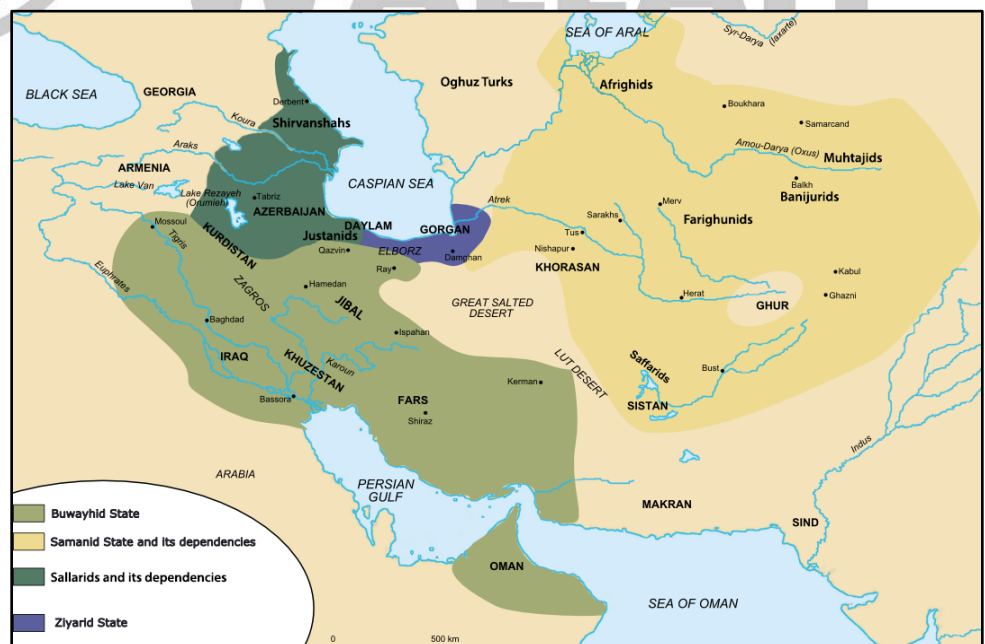 SEA OF ARAL
Syr-Darya (Iaxarte)
BLACK SEA
GEORGIA
Oghuz Turks
Afrighids
Derbent
Boukhara
Koura
Shirvanshahs
Samarcand
Araks
Amou-Darya (Oxus)
Muhtajids
ARMENIA
Lake Van
CASPIAN SEA
Balkh
Banijurids
Lake Rezayeh
(Orumieh)
Tabriz
AZERBAIJAN
Atrek
Merv
Sarakhs
Farighunids
Mossoul
Tigris
KURDISTAN
Justanids
DAYLAM
GORGAN
Tus
Qazvin
ELBORZ
Damghan
Nishapur
KHORASAN
Ray
Kabul
Euphrates
ZAGROS
Hamedan
JIBAL
GREAT SALTED
DESERT
Herat
GHUR
Ghazni
Baghdad
Ispahan
IRAQ
KHUZESTAN
Karoun
LUT DESERT
Saffarids
Bust
Kerman
Bassora
FARS
Shiraz
SISTAN
Indus
ARABIA
PERSIAN
GULF
MAKRAN
SIND
OMAN
SEA OF OMAN
Buwayhid State
Samanid State and its dependencies
Sallarids and its dependencies
Ziyarid State
0
500 km